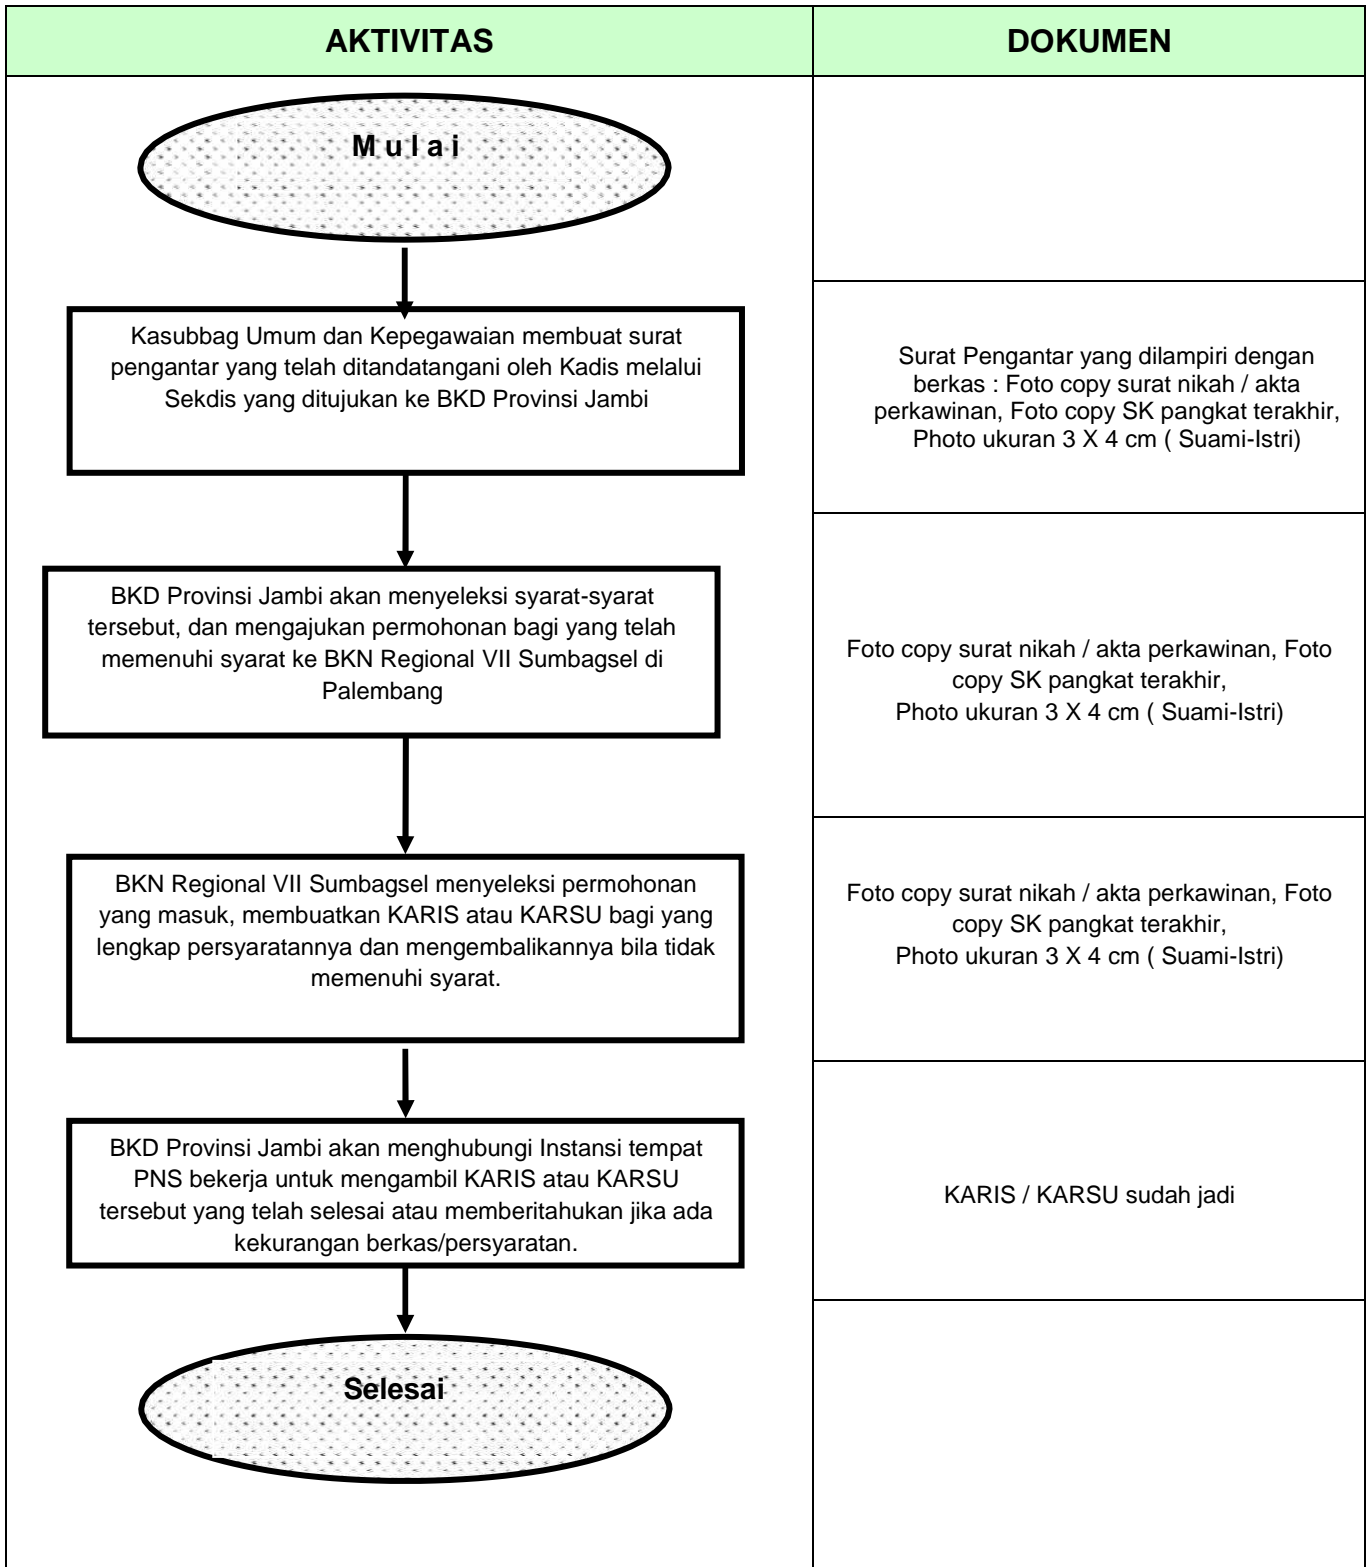 AKTIVITAS
DOKUMEN
M u l a i
Kasubbag Umum dan Kepegawaian membuat surat
pengantar yang telah ditandatangani oleh Kadis melalui
Sekdis yang ditujukan ke BKD Provinsi Jambi
Surat Pengantar yang dilampiri dengan
berkas : Foto copy surat nikah / akta
perkawinan, Foto copy SK pangkat terakhir,
Photo ukuran 3 X 4 cm ( Suami-Istri)
BKD Provinsi Jambi akan menyeleksi syarat-syarat
tersebut, dan mengajukan permohonan bagi yang telah
memenuhi syarat ke BKN Regional VII Sumbagsel di
Palembang
Foto copy surat nikah / akta perkawinan, Foto
copy SK pangkat terakhir,
Photo ukuran 3 X 4 cm ( Suami-Istri)
BKN Regional VII Sumbagsel menyeleksi permohonan
yang masuk, membuatkan KARIS atau KARSU bagi yang
lengkap persyaratannya dan mengembalikannya bila tidak
memenuhi syarat.
Foto copy surat nikah / akta perkawinan, Foto
copy SK pangkat terakhir,
Photo ukuran 3 X 4 cm ( Suami-Istri)
BKD Provinsi Jambi akan menghubungi Instansi tempat
PNS bekerja untuk mengambil KARIS atau KARSU
tersebut yang telah selesai atau memberitahukan jika ada
kekurangan berkas/persyaratan.
KARIS / KARSU sudah jadi
Selesai